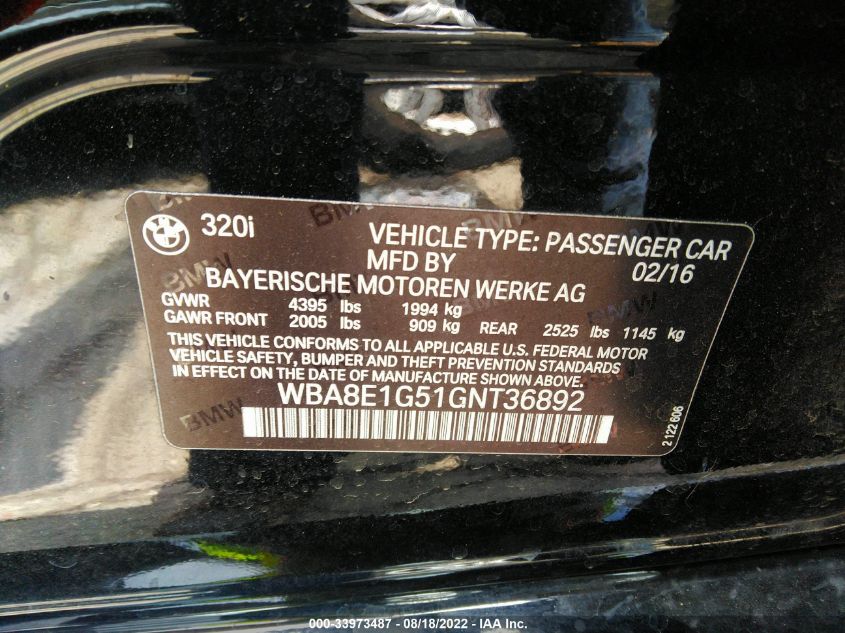 320i
VEHICLE TYPE: PASSENGER CAR
MFD BY 02/16
BAYERISCHE MOTOREN WERKE AG
GVWR 4395 lbs 1994 kg
GAWR FRONT 2005 lbs 909 kg REAR 2525 lbs 1145 kg
THIS VEHICLE CONFORMS TO ALL APPLICABLE U.S. FEDERAL MOTOR
VEHICLE SAFETY, BUMPER AND THEFT PREVENTION STANDARDS
IN EFFECT ON THE DATE OF MANUFACTURE SHOWN ABOVE.
WBA8E1G51GNT36892
2 122 606
000-33973487 - 08/18/2022 - IAA Inc.